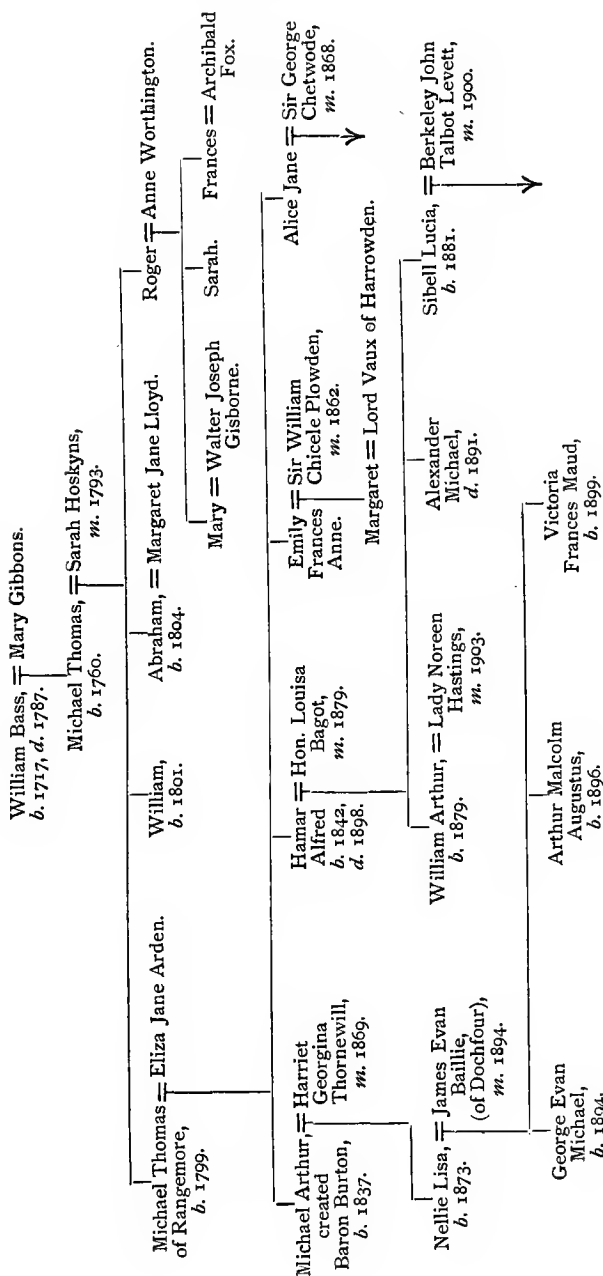 William Bass, = Mary Gibbons.
b. 1717, d. 1787.
Michael Thomas, = Sarah Hoskyns,
b. 1760.
m. 1793.
Michael Thomas = Eliza Jane Arden.
of Rangemore,
b. 1799.
William,
b. 1801.
Abraham, = Margaret Jane Lloyd.
b. 1804.
Roger = Anne Worthington.
Mary = Walter Joseph
Gisborne.
Sarah.
Frances = Archibald
Fox.
Michael Arthur, = Harriet
created
Baron Burton,
b. 1837.
Georgina
Thornewill,
m. 1869.
Hamar = Hon. Louisa
Alfred
b. 1842,
d. 1898.
Bagot,
m. 1879.
Emily = Sir William
Frances
Anne.
Chicele Plowden,
m. 1862.
Alice Jane = Sir George
Chetwode,
m. 1868.
Margaret = Lord Vaux of Harrowden.
Nellie Lisa, = James Evan
b. 1873.
Baillie,
(of Dochfour),
m. 1894.
William Arthur, = Lady Noreen
b. 1879.
Hastings,
m. 1903.
Alexander
Michael,
d. 1891.
Sibell Lucia, = Berkeley John
b. 1881.
Talbot Levett,
m. 1900.
George Evan
Michael,
b. 1894.
Arthur Malcolm
Augustus,
b. 1896.
Victoria
Frances Maud,
b. 1899.